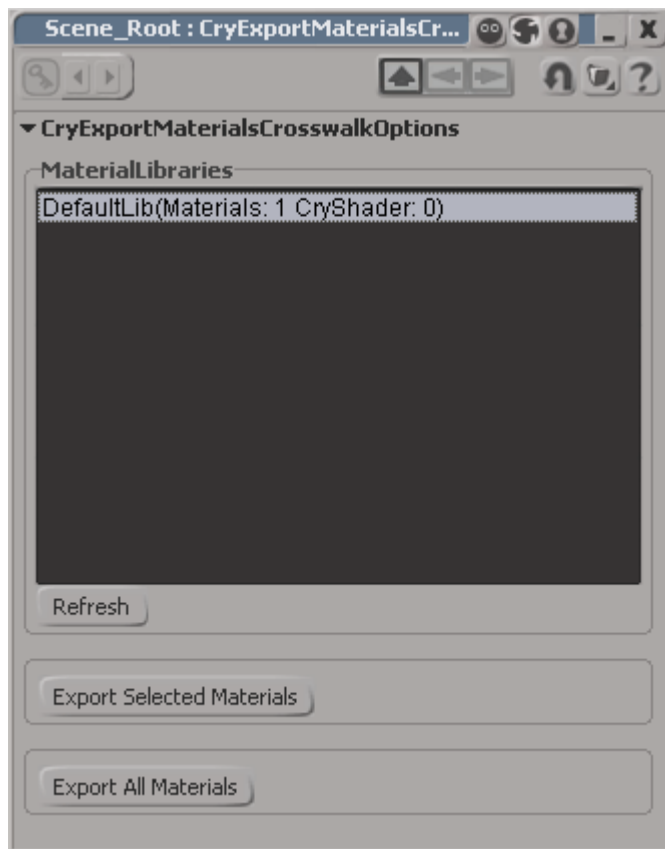 Scene_Root : CryExportMaterialsCr...
CryExportMaterialsCrosswalkOptions
MaterialLibraries
DefaultLib(Materials: 1 CryShader: 0)
Refresh
Export Selected Materials
Export All Materials